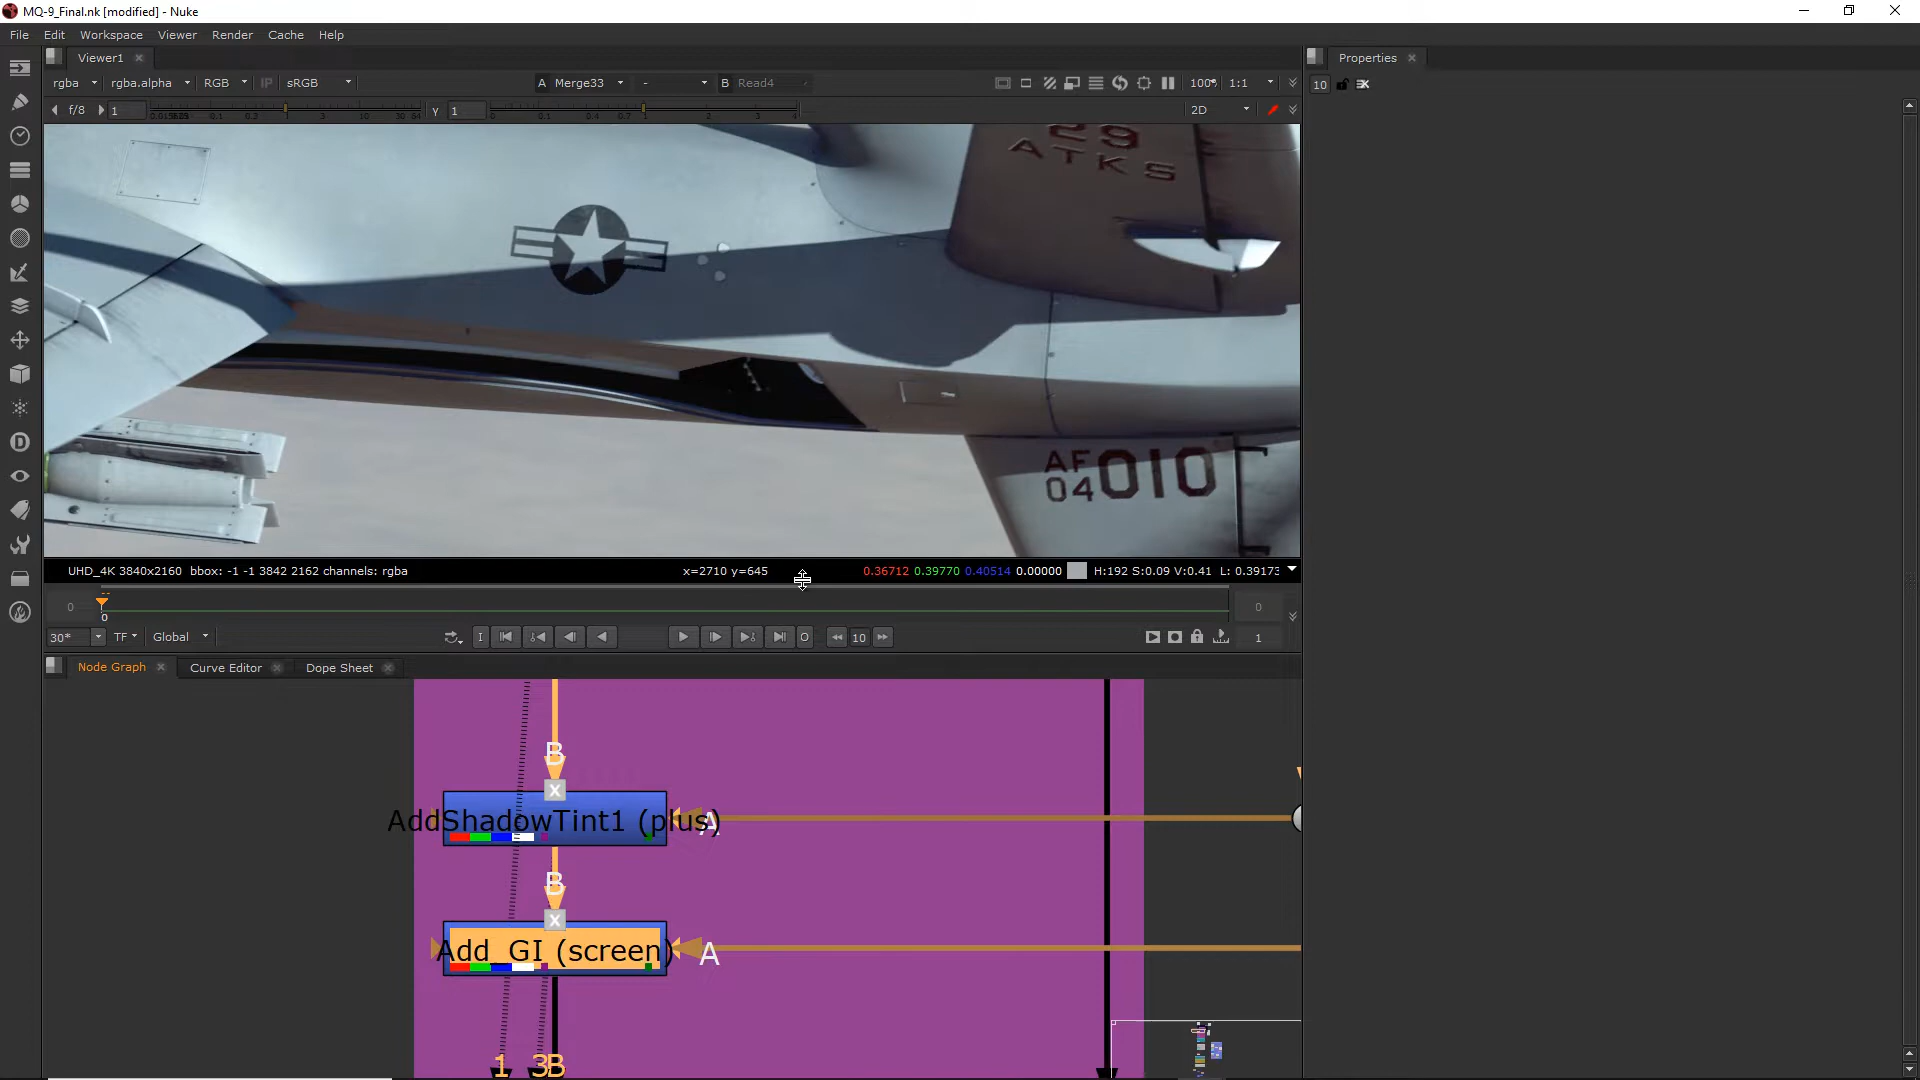 MQ-9_Final.nk [modified] - Nuke
File Edit Workspace Viewer Render Cache Help
Viewer1
Properties
rgba rgba.alpha RGB IP sRGB A Merge33 - B Read4 100% 1:1
10
f/8 1 Y 1 2D
29
ATKS
AF
04 010
UHD_4K 3840x2160 bbox: -1 -1 3842 2162 channels: rgba x=2710 y=645 0.36712 0.39770 0.40514 0.00000 H:192 S:0.09 V:0.41 L: 0.39173
0 0 0
30* TF Global I O 10 1
Node Graph Curve Editor Dope Sheet
B
X
AddShadowTint1 (plus) A
B
X
Add_GI (screen) A
1 3B